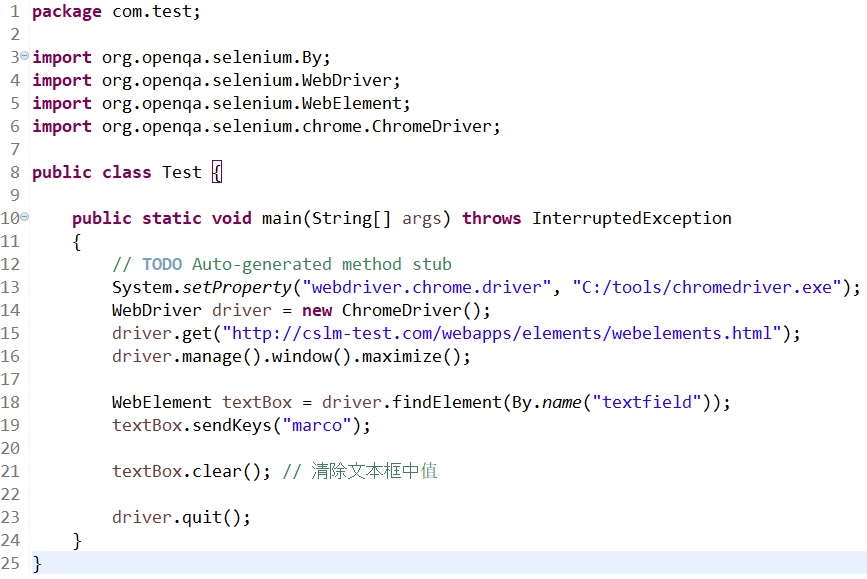 1 package com.test;
2
3 import org.openqa.selenium.By;
4 import org.openqa.selenium.WebDriver;
5 import org.openqa.selenium.WebElement;
6 import org.openqa.selenium.chrome.ChromeDriver;
7
8 public class Test {
9
10     public static void main(String[] args) throws InterruptedException
11     {
12         // TODO Auto-generated method stub
13         System.setProperty("webdriver.chrome.driver", "C:/tools/chromedriver.exe");
14         WebDriver driver = new ChromeDriver();
15         driver.get("http://cslm-test.com/webapps/elements/webelements.html");
16         driver.manage().window().maximize();
17
18         WebElement textBox = driver.findElement(By.name("textfield"));
19         textBox.sendKeys("marco");
20
21         textBox.clear(); // 清除文本框中值
22
23         driver.quit();
24     }
25 }